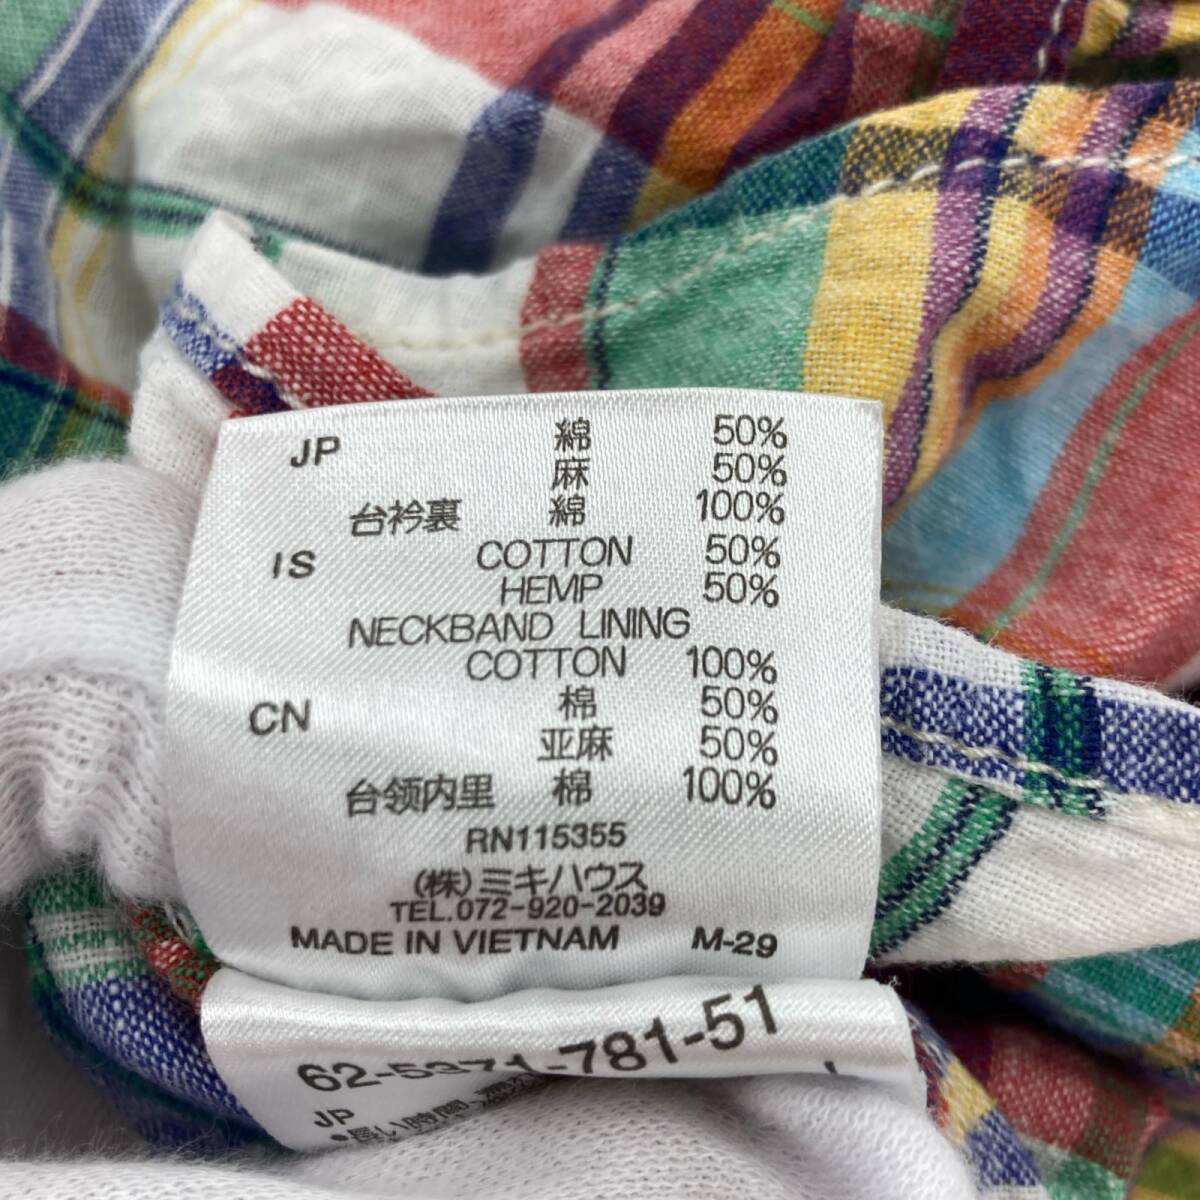 JP 綿 50%
麻 50%
台衿裏 綿 100%
IS COTTON 50%
HEMP 50%
NECKBAND LINING
COTTON 100%
CN 棉 50%
亚麻 50%
台领内里 棉 100%
RN115355
(株)ミキハウス
TEL.072-920-2039
MADE IN VIETNAM M-29
62-5371-781-51
JP